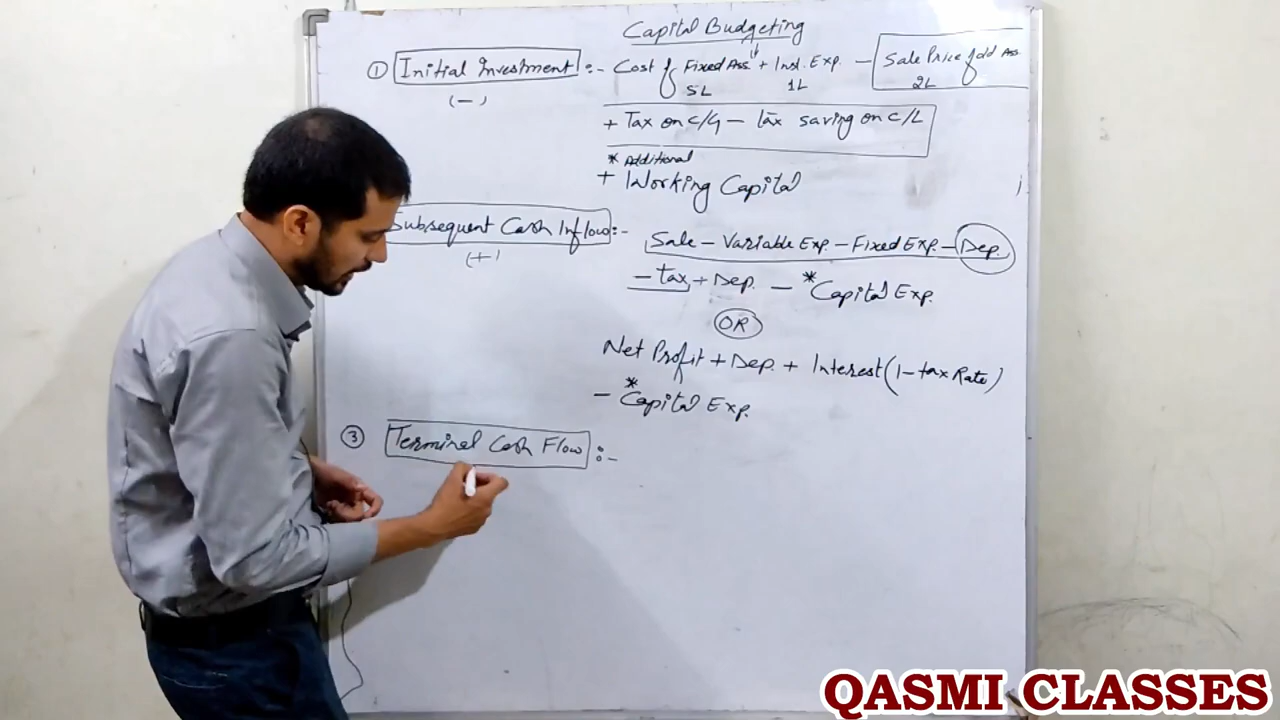 Capital Budgeting
① Initial Investment :- Cost of Fixed Ass. + Inst. Exp. - Sale Price of old Ass
5L 1L 2L
(-)
+ Tax on C/G - tax saving on C/L
* Additional
+ Working Capital
Subsequent Cash Inflow :- Sale - Variable Exp - Fixed Exp. - Dep.
(+)
- tax + Dep. - *Capital Exp.
OR
Net Profit + Dep. + Interest (1 - tax Rate)
- *Capital Exp.
③ Terminal Cash Flow :-
QASMI CLASSES